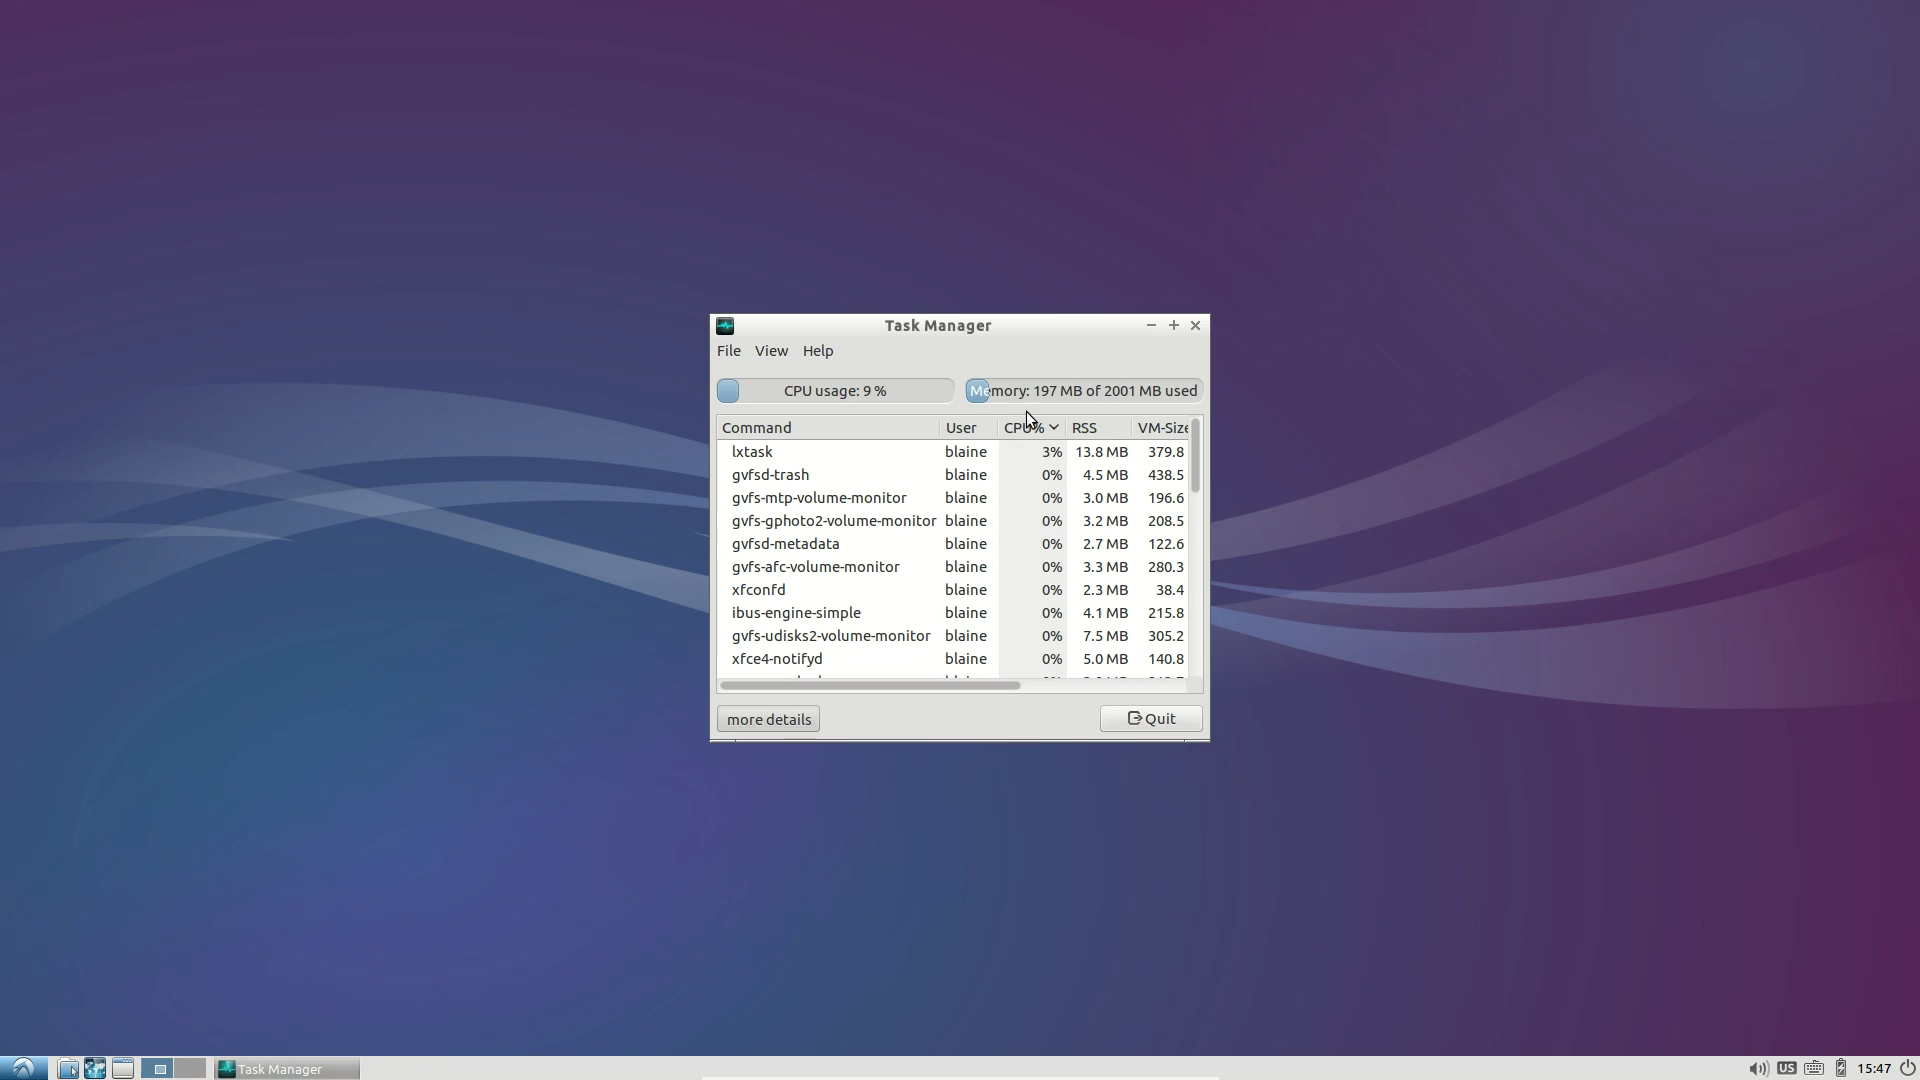 Task Manager
File View Help
CPU usage: 9 % Memory: 197 MB of 2001 MB used
Command User CPU% RSS VM-Size
lxtask blaine 3% 13.8 MB 379.8
gvfsd-trash blaine 0% 4.5 MB 438.5
gvfs-mtp-volume-monitor blaine 0% 3.0 MB 196.6
gvfs-gphoto2-volume-monitor blaine 0% 3.2 MB 208.5
gvfsd-metadata blaine 0% 2.7 MB 122.6
gvfs-afc-volume-monitor blaine 0% 3.3 MB 280.3
xfconfd blaine 0% 2.3 MB 38.4
ibus-engine-simple blaine 0% 4.1 MB 215.8
gvfs-udisks2-volume-monitor blaine 0% 7.5 MB 305.2
xfce4-notifyd blaine 0% 5.0 MB 140.8
more details Quit
Task Manager US 15:47